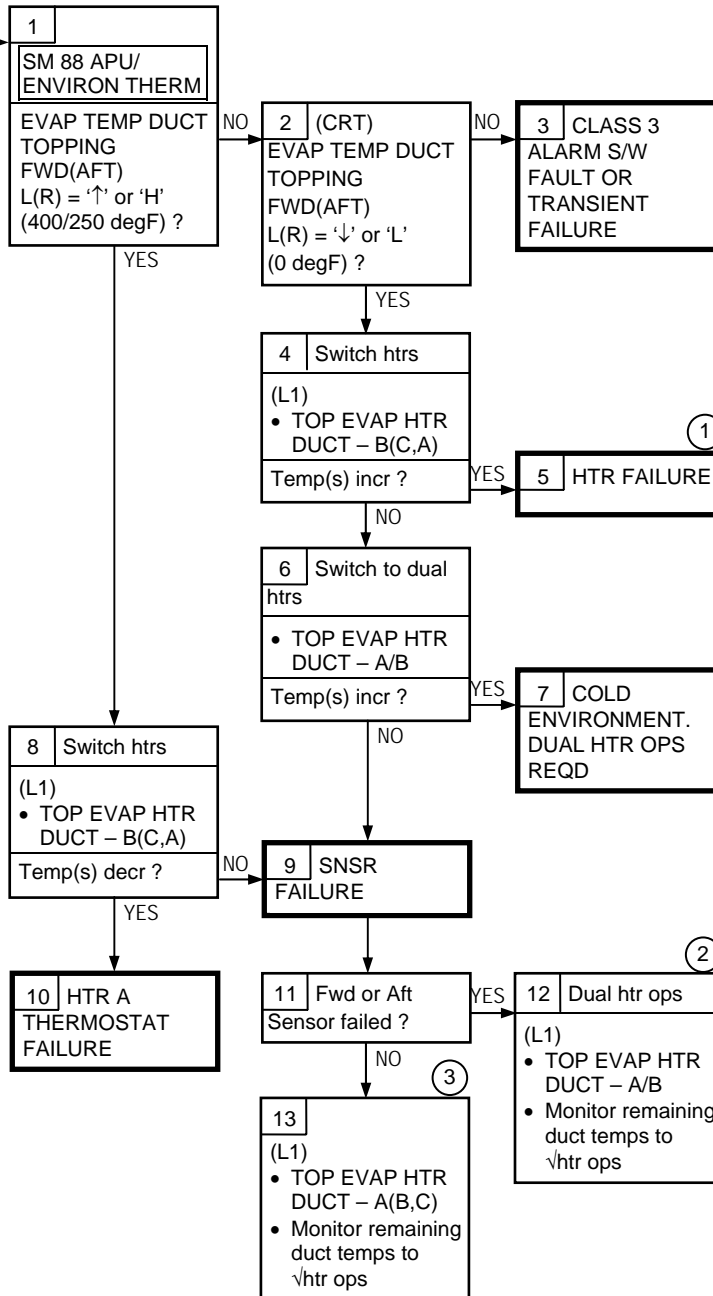 1
SM 88 APU/
ENVIRON THERM
EVAP TEMP DUCT
TOPPING
FWD(AFT)
L(R) = '↑' or 'H'
(400/250 degF) ?
NO
YES
2 (CRT)
EVAP TEMP DUCT
TOPPING
FWD(AFT)
L(R) = '↓' or 'L'
(0 degF) ?
NO
YES
3 CLASS 3
ALARM S/W
FAULT OR
TRANSIENT
FAILURE
4 Switch htrs
(L1)
• TOP EVAP HTR
DUCT – B(C,A)
Temp(s) incr ?
YES
NO
1
5 HTR FAILURE
6 Switch to dual
htrs
• TOP EVAP HTR
DUCT – A/B
Temp(s) incr ?
YES
NO
7 COLD
ENVIRONMENT.
DUAL HTR OPS
REQD
8 Switch htrs
(L1)
• TOP EVAP HTR
DUCT – B(C,A)
Temp(s) decr ?
NO
YES
9 SNSR
FAILURE
10 HTR A
THERMOSTAT
FAILURE
11 Fwd or Aft
Sensor failed ?
YES
NO
2
12 Dual htr ops
(L1)
• TOP EVAP HTR
DUCT – A/B
• Monitor remaining
duct temps to
√htr ops
3
13
(L1)
• TOP EVAP HTR
DUCT – A(B,C)
• Monitor remaining
duct temps to
√htr ops